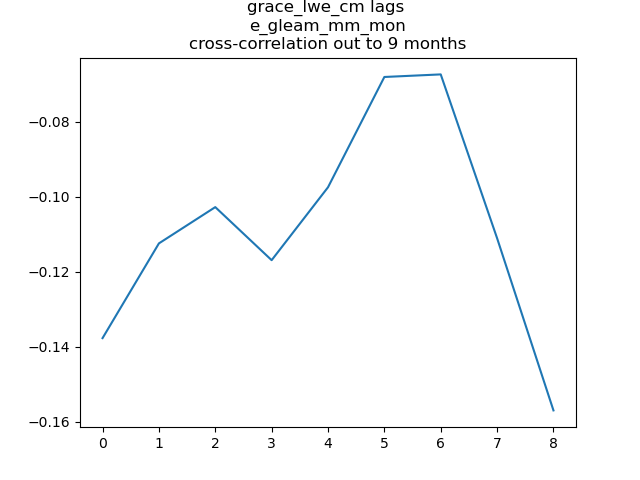 grace_lwe_cm lags
e_gleam_mm_mon
cross-correlation out to 9 months
−0.08
−0.10
−0.12
−0.14
−0.16
0 1 2 3 4 5 6 7 8